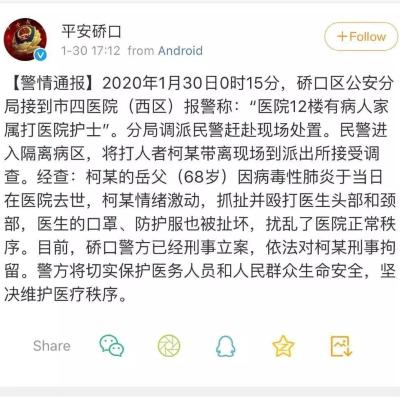 平安硚口
1-30 17:12 from Android
+Follow
【警情通报】2020年1月30日0时15分，硚口区公安分
局接到市四医院（西区）报警称：“医院12楼有病人家
属打医院护士”。分局调派民警赶赴现场处置。民警进
入隔离病区，将打人者柯某带离现场到派出所接受调
查。经查：柯某的岳父（68岁）因病毒性肺炎于当日
在医院去世，柯某情绪激动，抓扯并殴打医生头部和颈
部，医生的口罩、防护服也被扯坏，扰乱了医院正常秩
序。目前，硚口警方已经刑事立案，依法对柯某刑事拘
留。警方将切实保护医务人员和人民群众生命安全，坚
决维护医疗秩序。
Share